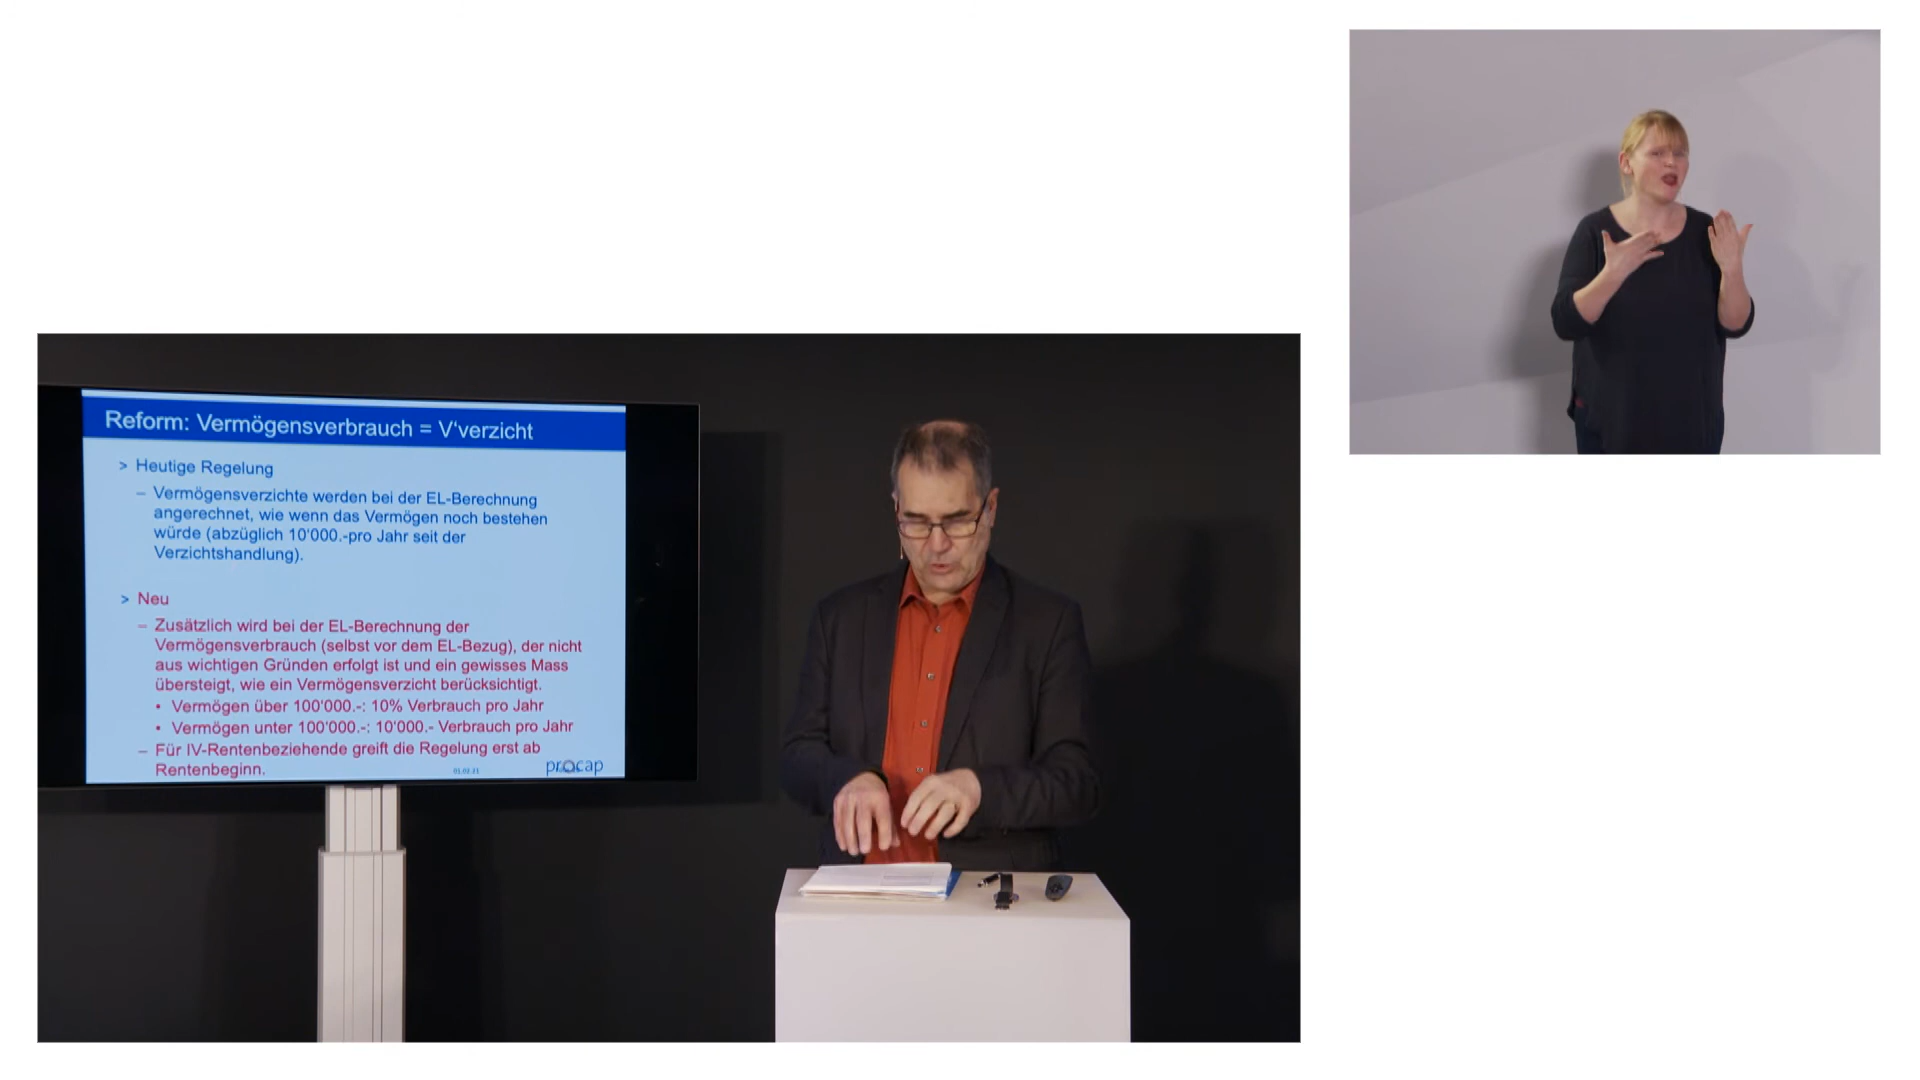 Reform: Vermögensverbrauch = V'verzicht
> Heutige Regelung
– Vermögensverzichte werden bei der EL-Berechnung
angerechnet, wie wenn das Vermögen noch bestehen
würde (abzüglich 10'000.-pro Jahr seit der
Verzichtshandlung).
> Neu
– Zusätzlich wird bei der EL-Berechnung der
Vermögensverbrauch (selbst vor dem EL-Bezug), der nicht
aus wichtigen Gründen erfolgt ist und ein gewisses Mass
übersteigt, wie ein Vermögensverzicht berücksichtigt.
• Vermögen über 100'000.-: 10% Verbrauch pro Jahr
• Vermögen unter 100'000.-: 10'000.- Verbrauch pro Jahr
– Für IV-Rentenbeziehende greift die Regelung erst ab
Rentenbeginn.
procap